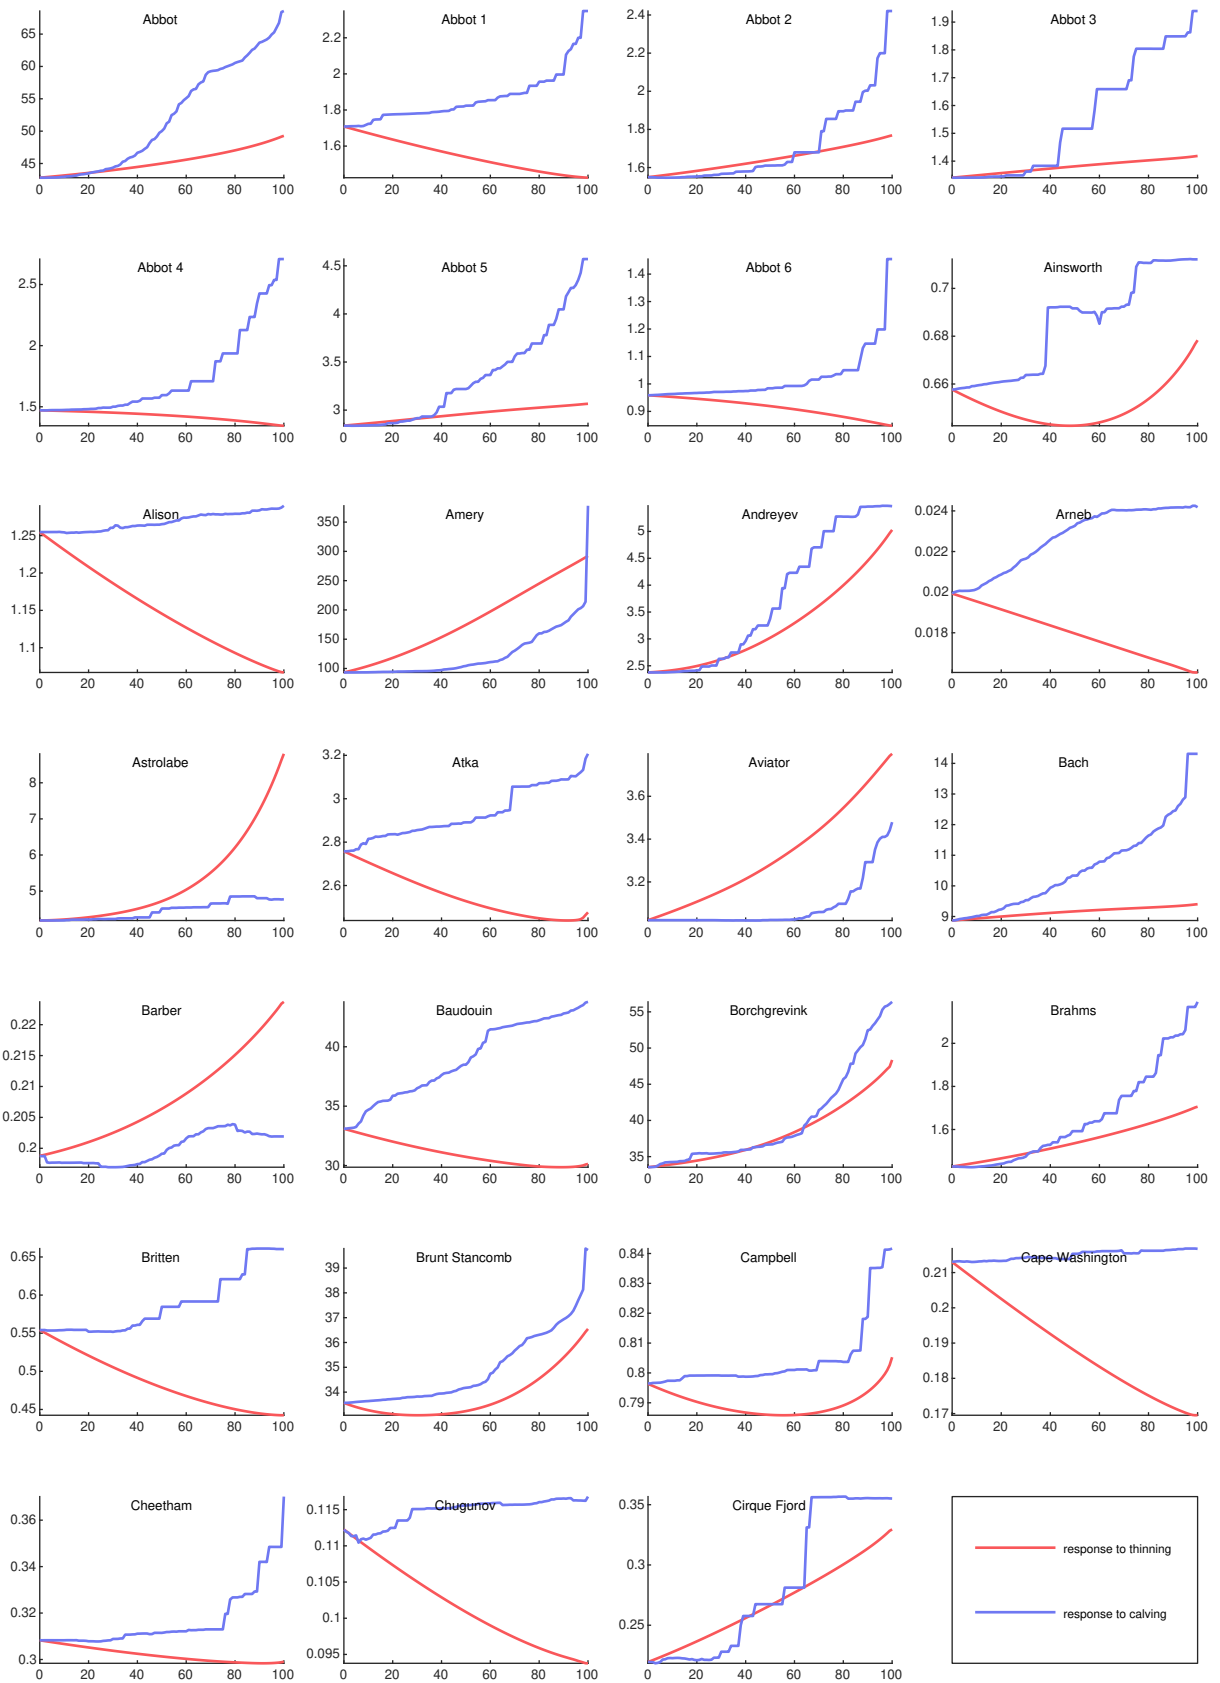 Abbot
65
60
55
50
45
0 20 40 60 80 100
Abbot 1
2.2
2
1.8
1.6
0 20 40 60 80 100
Abbot 2
2.4
2.2
2
1.8
1.6
0 20 40 60 80 100
Abbot 3
1.9
1.8
1.7
1.6
1.5
1.4
0 20 40 60 80 100
Abbot 4
2.5
2
1.5
0 20 40 60 80 100
Abbot 5
4.5
4
3.5
3
0 20 40 60 80 100
Abbot 6
1.4
1.3
1.2
1.1
1
0.9
0 20 40 60 80 100
Ainsworth
0.7
0.68
0.66
0 20 40 60 80 100
Alison
1.25
1.2
1.15
1.1
0 20 40 60 80 100
Amery
350
300
250
200
150
100
0 20 40 60 80 100
Andreyev
5
4.5
4
3.5
3
2.5
0 20 40 60 80 100
Arneb
0.024
0.022
0.02
0.018
0 20 40 60 80 100
Astrolabe
8
7
6
5
0 20 40 60 80 100
Atka
3.2
3
2.8
2.6
0 20 40 60 80 100
Aviator
3.6
3.4
3.2
0 20 40 60 80 100
Bach
14
13
12
11
10
9
0 20 40 60 80 100
Barber
0.22
0.215
0.21
0.205
0.2
0 20 40 60 80 100
Baudouin
40
35
30
0 20 40 60 80 100
Borchgrevink
55
50
45
40
35
0 20 40 60 80 100
Brahms
2
1.8
1.6
0 20 40 60 80 100
Britten
0.65
0.6
0.55
0.5
0.45
0 20 40 60 80 100
Brunt Stancomb
39
38
37
36
35
34
0 20 40 60 80 100
Campbell
0.84
0.83
0.82
0.81
0.8
0.79
0 20 40 60 80 100
Cape Washington
0.21
0.2
0.19
0.18
0.17
0 20 40 60 80 100
Cheetham
0.36
0.34
0.32
0.3
0 20 40 60 80 100
Chugunov
0.115
0.11
0.105
0.1
0.095
0 20 40 60 80 100
Cirque Fjord
0.35
0.3
0.25
0 20 40 60 80 100
response to thinning
response to calving